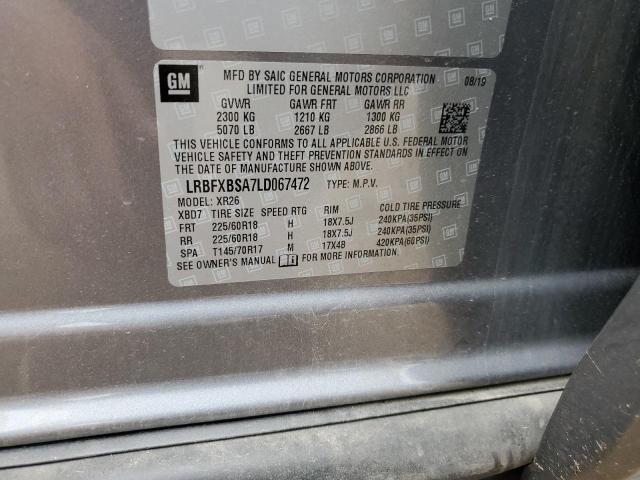 GM
MFD BY SAIC GENERAL MOTORS CORPORATION 08/19
LIMITED FOR GENERAL MOTORS LLC
GVWR GAWR FRT GAWR RR
2300 KG 1210 KG 1300 KG
5070 LB 2667 LB 2866 LB
THIS VEHICLE CONFORMS TO ALL APPLICABLE U.S. FEDERAL MOTOR
VEHICLE SAFETY BUMPER AND THEFT PREVENTION STANDARDS IN EFFECT ON
THE DATE OF MANUFACTURE SHOWN ABOVE.
LRBFXBSA7LD067472 TYPE: M.P.V.
MODEL: XR26
XBD7 TIRE SIZE SPEED RTG RIM COLD TIRE PRESSURE
FRT 225/60R18 H 18X7.5J 240KPA(35PSI)
RR 225/60R18 H 18X7.5J 240KPA(35PSI)
SPA T145/70R17 M 17X4B 420KPA(60PSI)
SEE OWNER'S MANUAL FOR MORE INFORMATION.